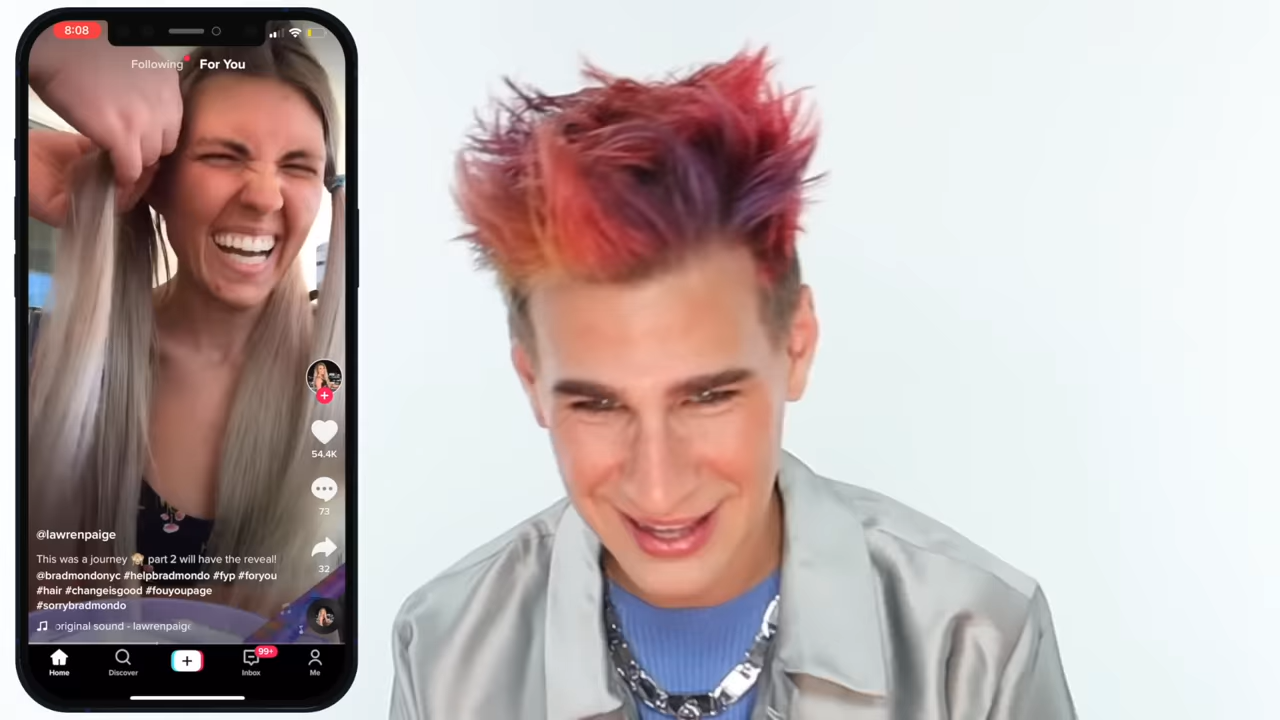 8:08
Following For You
54.4K
73
32
@lawrenpaige
This was a journey 🙈 part 2 will have the reveal!
@bradmondonyc #helpbradmondo #fyp #foryou
#hair #changeisgood #fouyoupage
#sorrybradmondo
original sound - lawrenpaige
99+
Home Discover Inbox Me